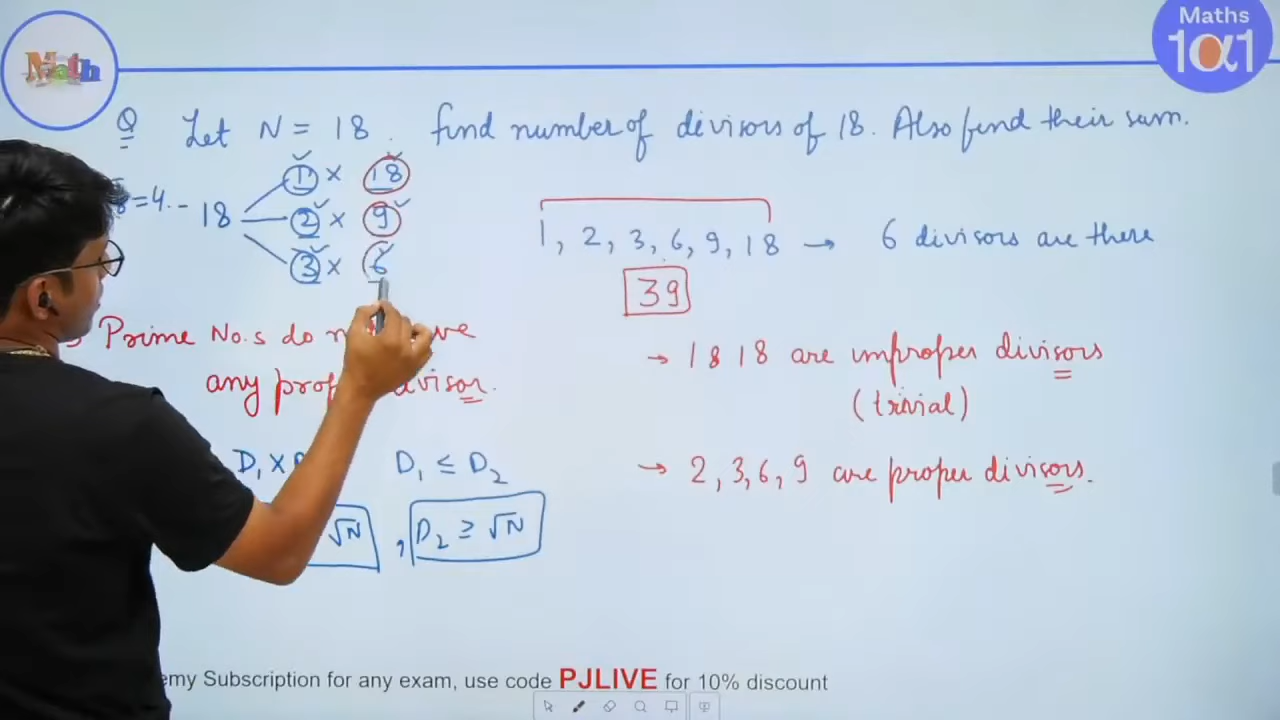 Math
Maths
1α1
Q Let N = 18. Find number of divisors of 18. Also find their sum.
=4.- 18
1 × 18
2 × 9
3 × 6
1, 2, 3, 6, 9, 18 → 6 divisors are there
39
Prime No.s do
any divisor.
→ 1 & 18 are improper divisors
(trivial)
→ 2, 3, 6, 9 are proper divisors.
D₁ × D₁ ≤ D₂
√N , D₂ ≥ √N
Subscription for any exam, use code PJLIVE for 10% discount